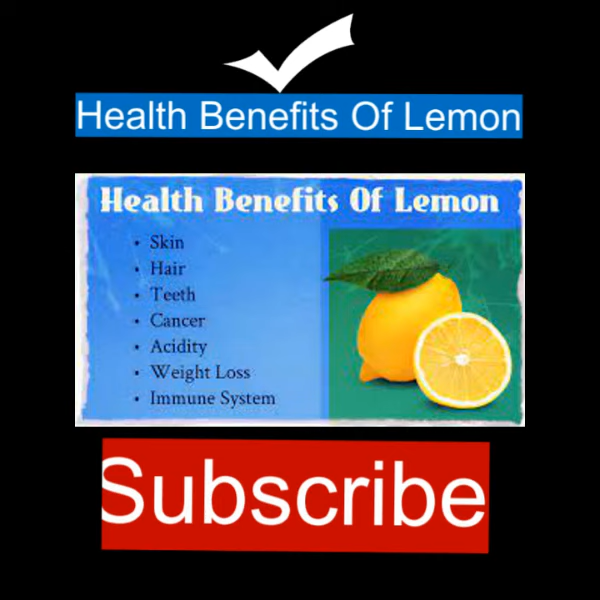 Health Benefits Of Lemon
Health Benefits Of Lemon
• Skin
• Hair
• Teeth
• Cancer
• Acidity
• Weight Loss
• Immune System
Subscribe